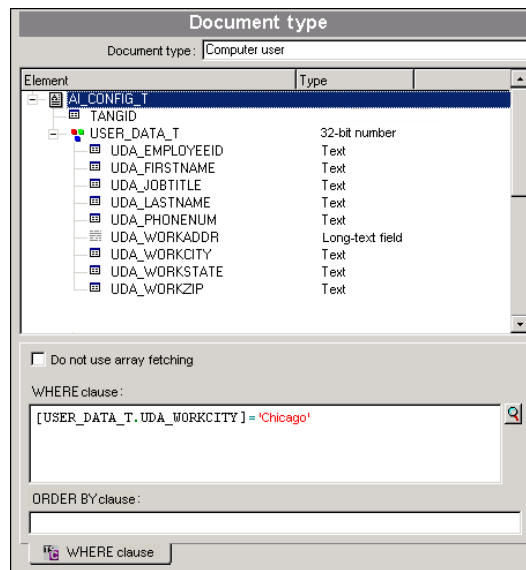 Document type
Document type: Computer user
Element Type
AI_CONFIG_T
TANGID
USER_DATA_T 32-bit number
UDA_EMPLOYEEID Text
UDA_FIRSTNAME Text
UDA_JOBTITLE Text
UDA_LASTNAME Text
UDA_PHONENUM Text
UDA_WORKADDR Long-text field
UDA_WORKCITY Text
UDA_WORKSTATE Text
UDA_WORKZIP Text
Do not use array fetching
WHERE clause:
[USER_DATA_T.UDA_WORKCITY]='Chicago'
ORDER BY clause:
WHERE clause